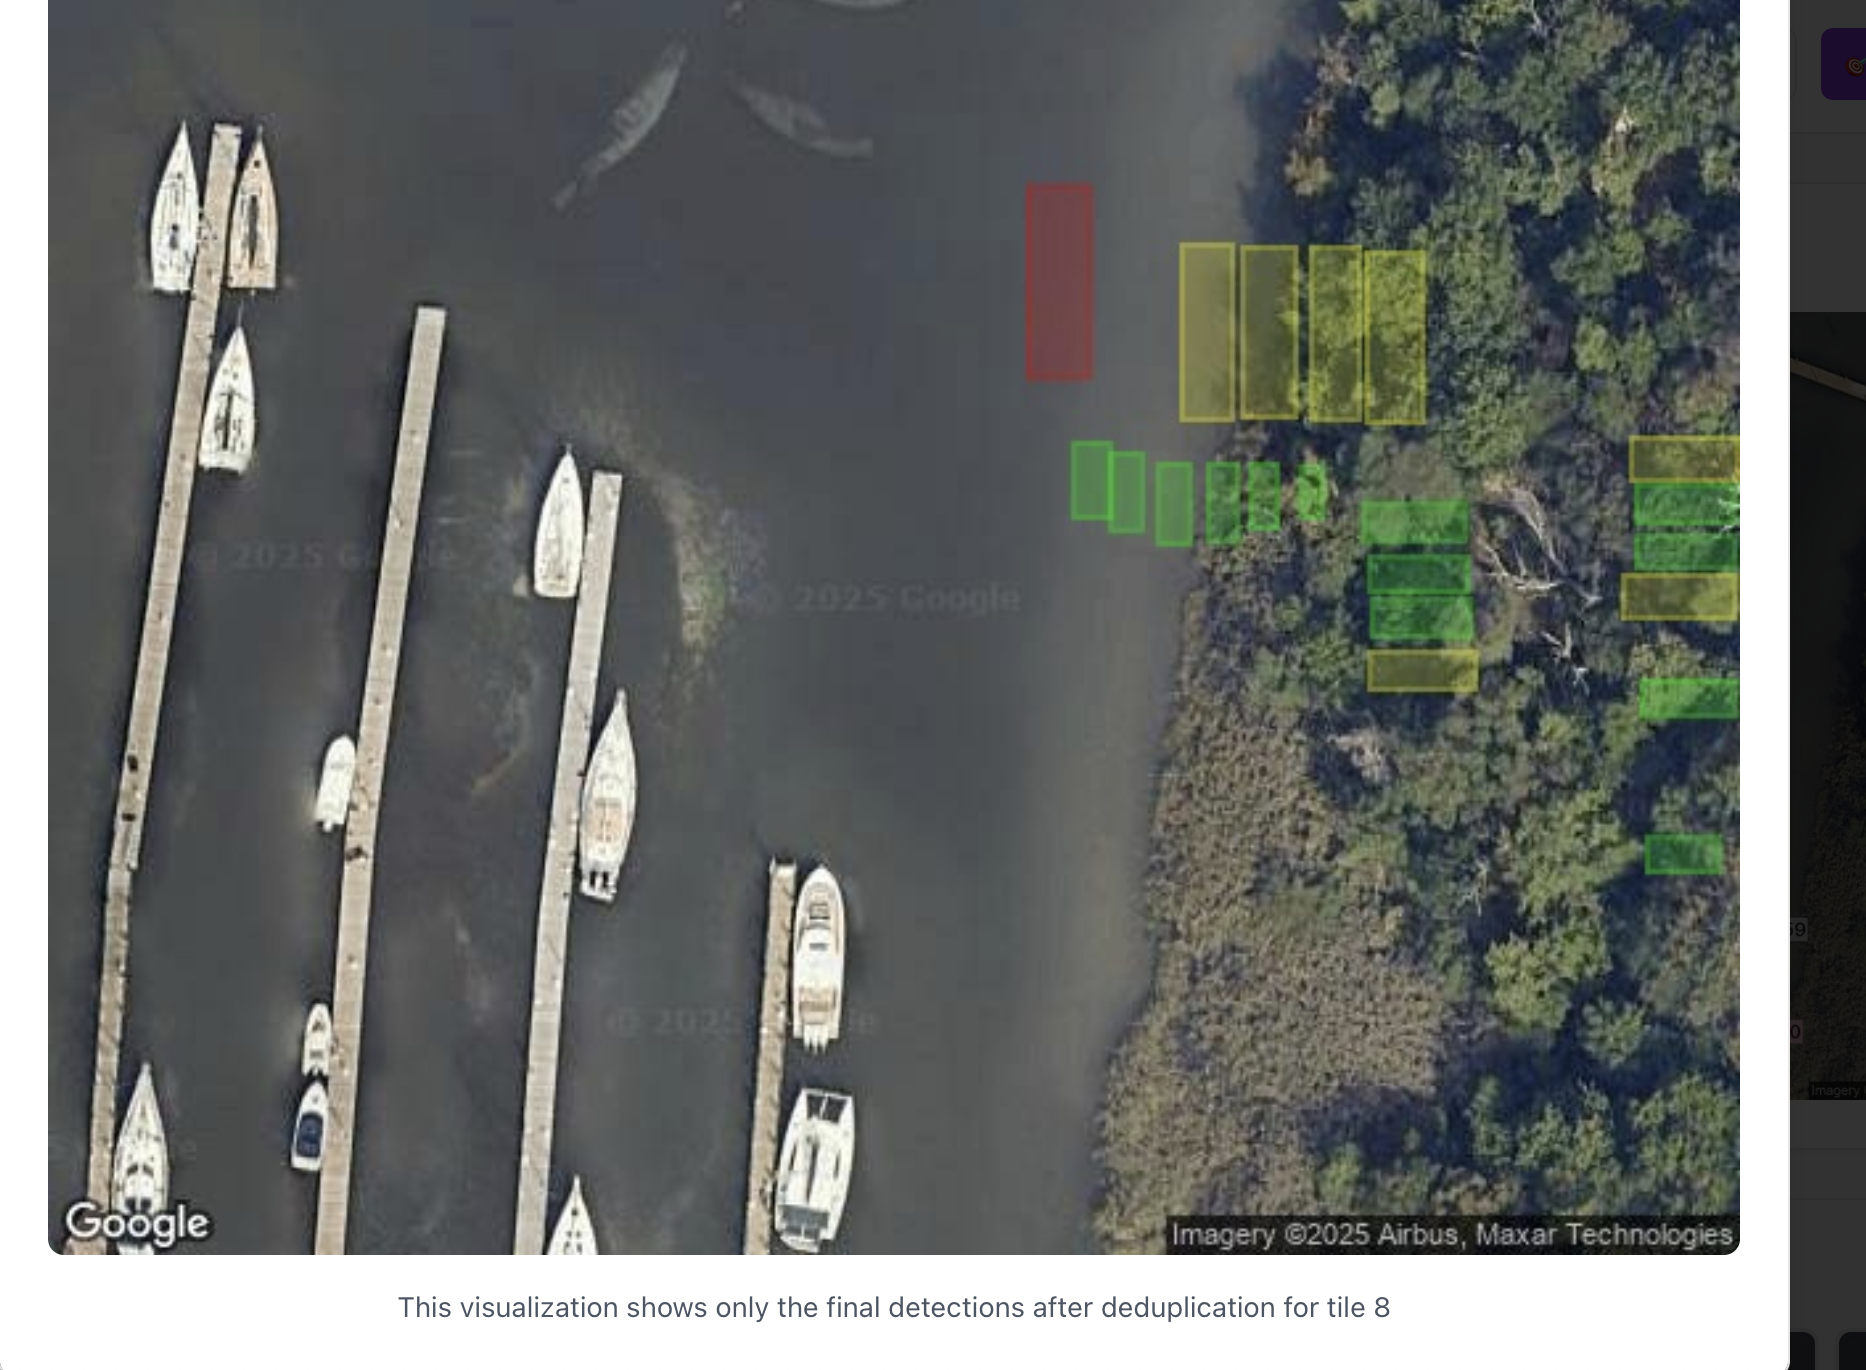 © 2025 Google
© 2025 Google
© 2025
Google
Imagery ©2025 Airbus, Maxar Technologies
This visualization shows only the final detections after deduplication for tile 8
Imagery